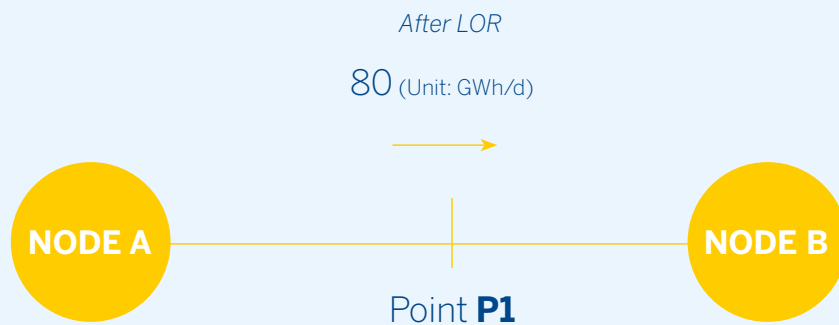 After LOR
80 (Unit: GWh/d)
NODE A
NODE B
Point P1